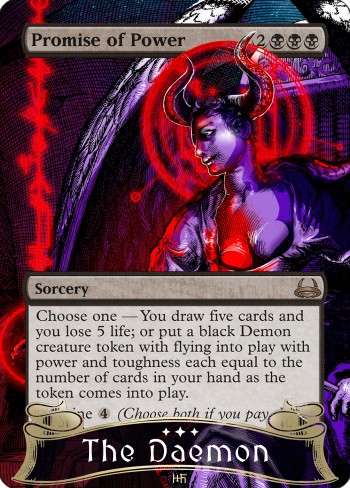 Promise of Power 2
Sorcery
Choose one — You draw five cards and
you lose 5 life; or put a black Demon
creature token with flying into play with
power and toughness each equal to the
number of cards in your hand as the
token comes into play.
4 (Choose both if you pay
The Daemon